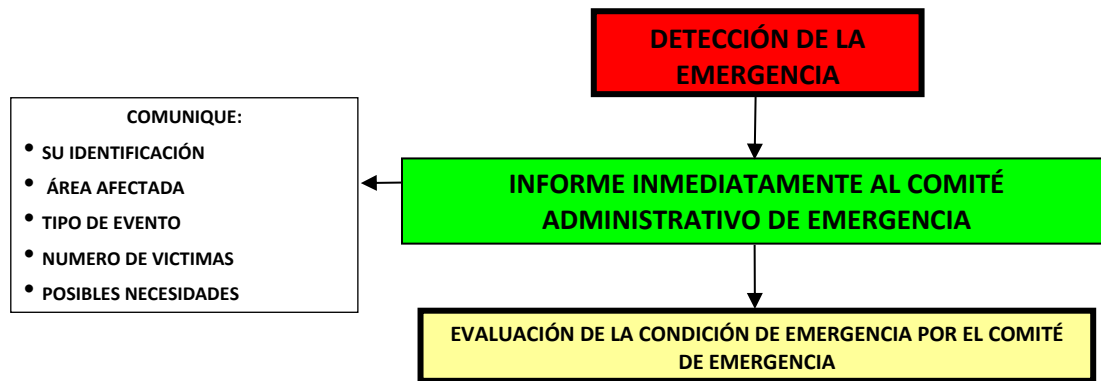 DETECCIÓN DE LA
EMERGENCIA
COMUNIQUE:
• SU IDENTIFICACIÓN
• ÁREA AFECTADA
• TIPO DE EVENTO
• NUMERO DE VICTIMAS
• POSIBLES NECESIDADES
INFORME INMEDIATAMENTE AL COMITÉ
ADMINISTRATIVO DE EMERGENCIA
EVALUACIÓN DE LA CONDICIÓN DE EMERGENCIA POR EL COMITÉ
DE EMERGENCIA